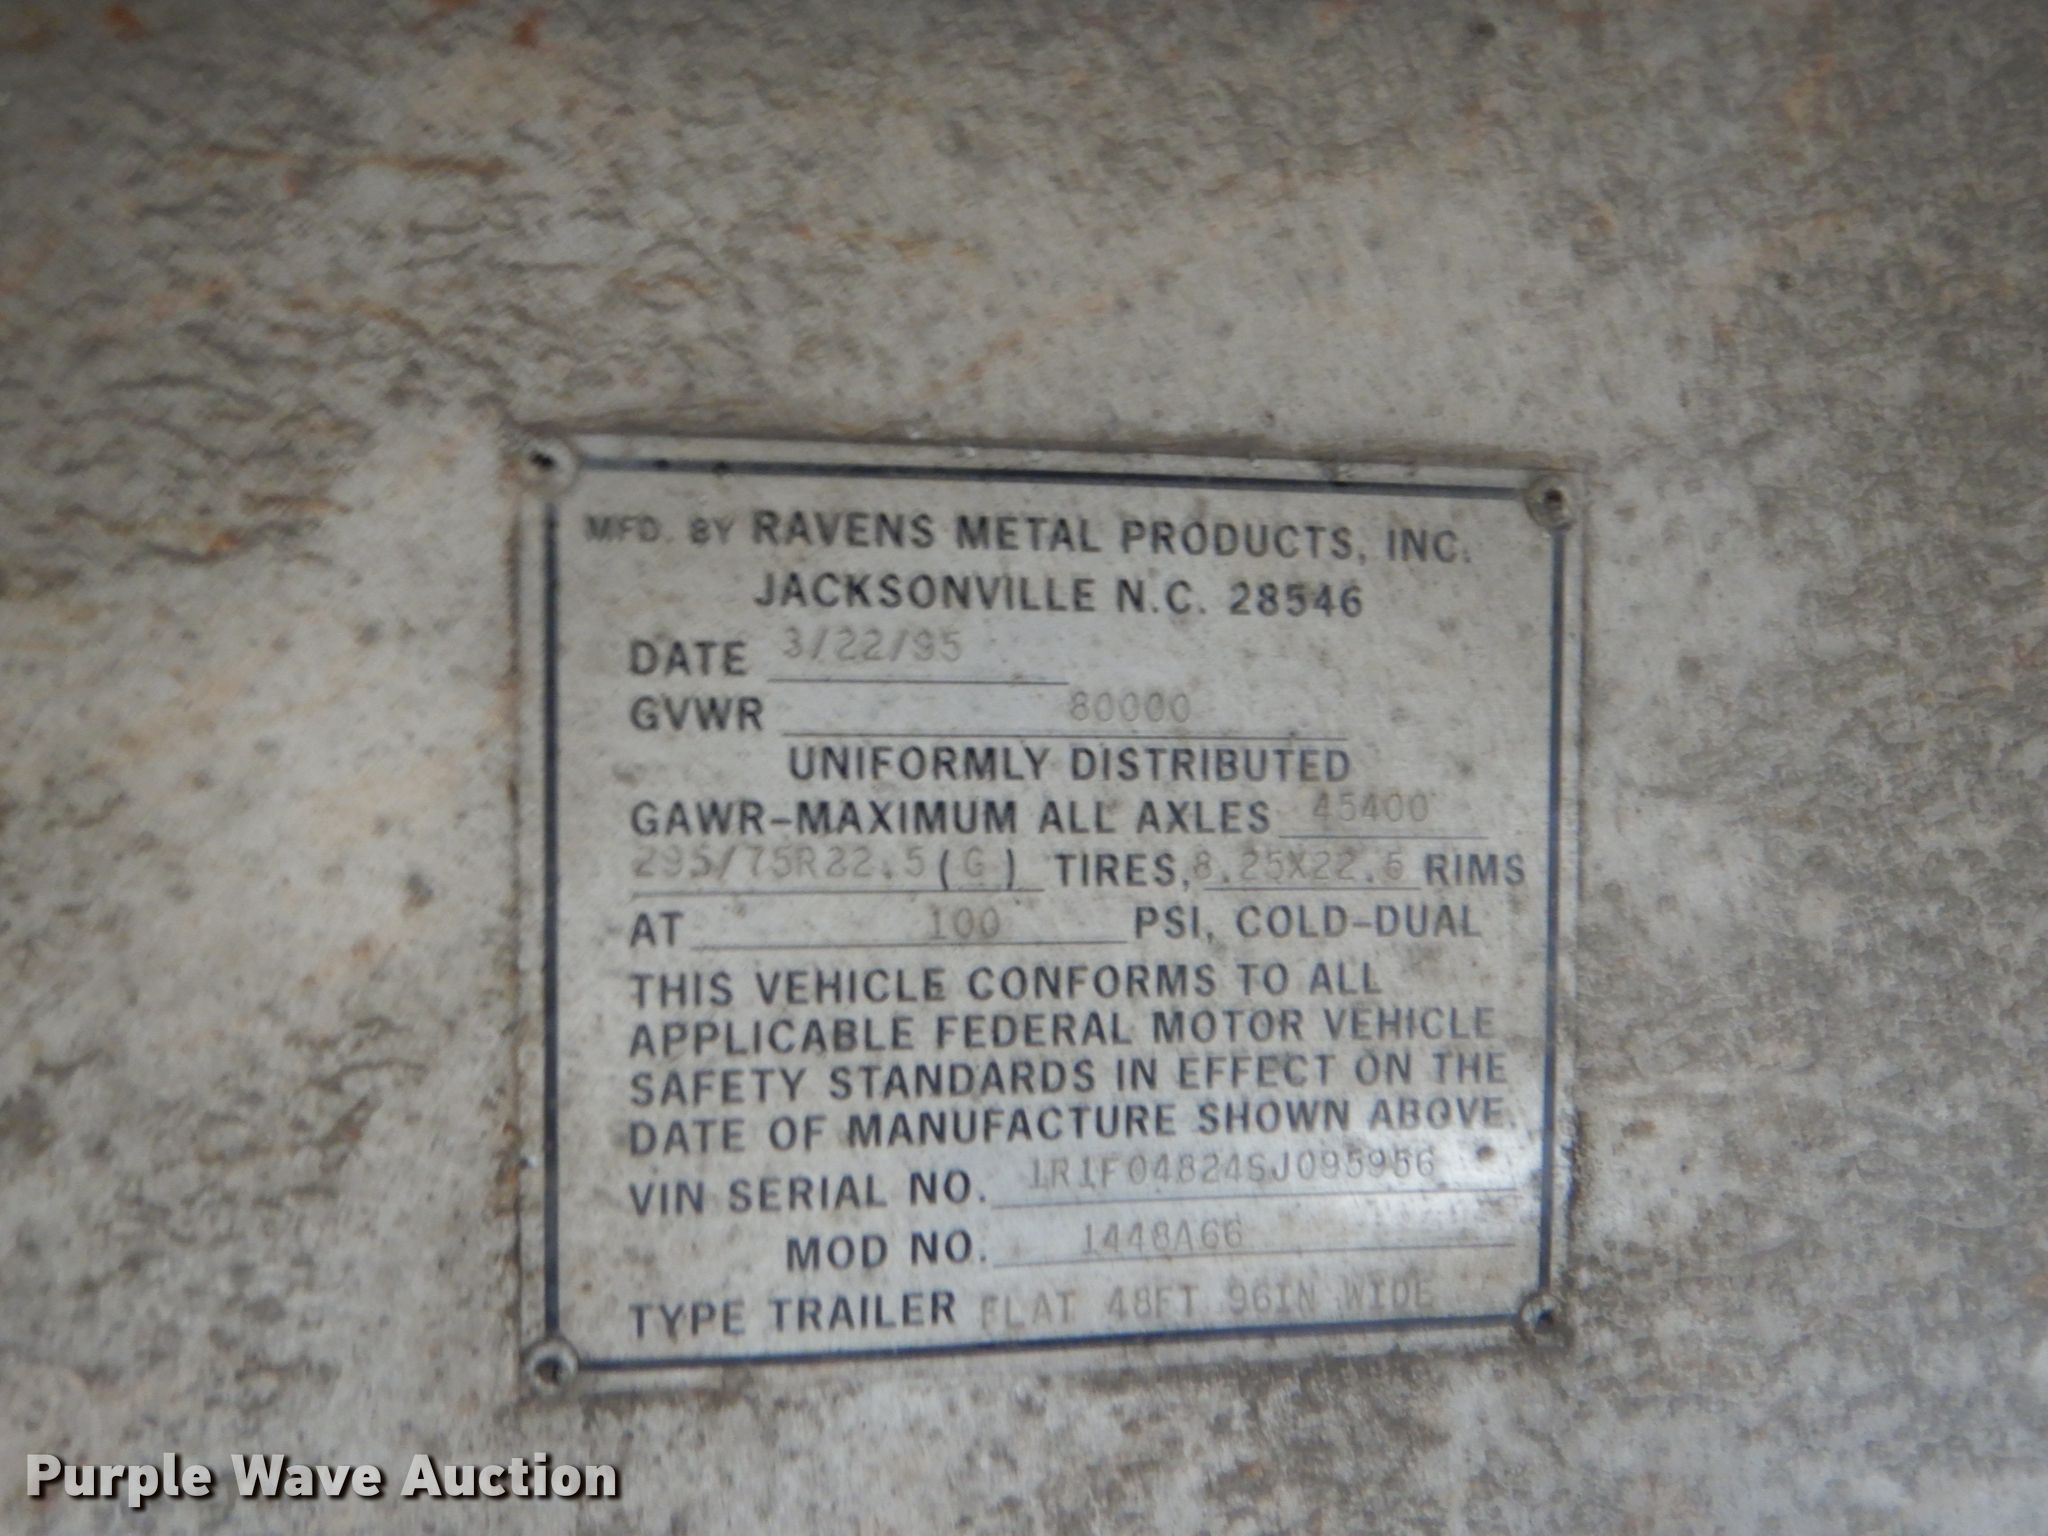 MFD. BY RAVENS METAL PRODUCTS, INC.
JACKSONVILLE N.C. 28546
DATE 3/22/95
GVWR 80000
UNIFORMLY DISTRIBUTED
GAWR-MAXIMUM ALL AXLES 45400
295/75R22.5(G) TIRES, 8.25X22.5 RIMS
AT 100 PSI, COLD-DUAL
THIS VEHICLE CONFORMS TO ALL
APPLICABLE FEDERAL MOTOR VEHICLE
SAFETY STANDARDS IN EFFECT ON THE
DATE OF MANUFACTURE SHOWN ABOVE.
VIN SERIAL NO. 1R1F04824SJ095956
MOD NO. 1448A66
TYPE TRAILER FLAT 48FT 96IN WIDE
Purple Wave Auction